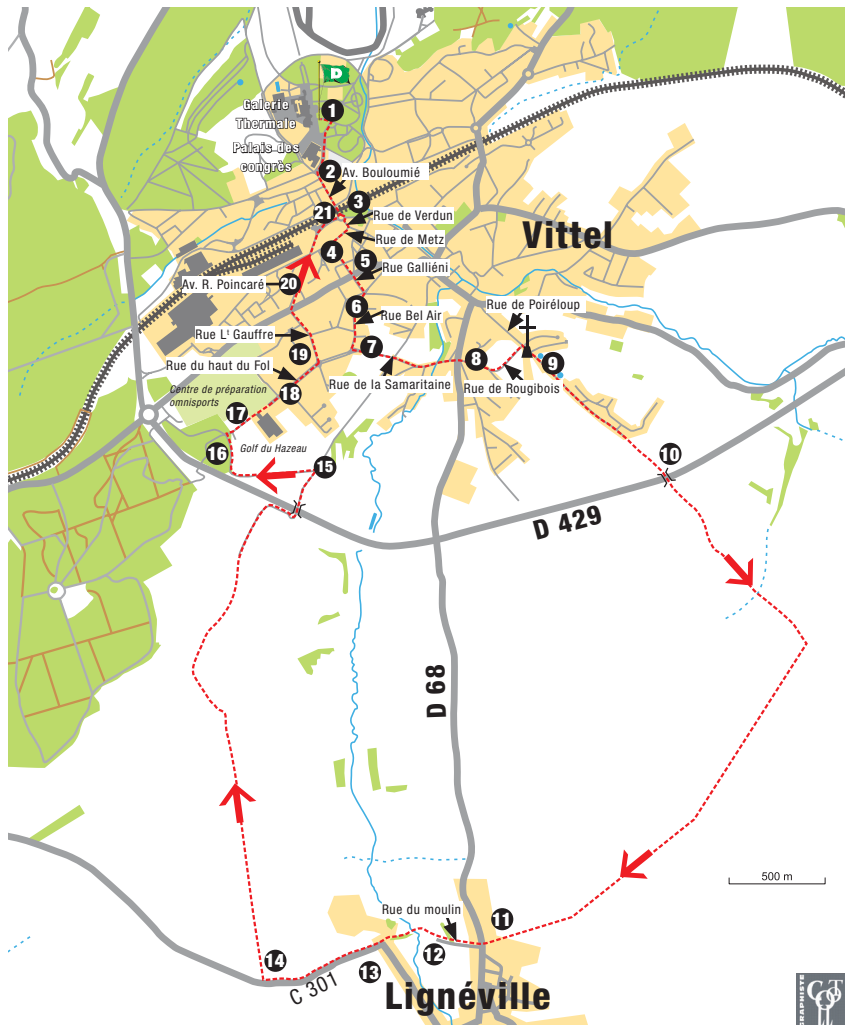 D
Galerie
Thermale
1
Palais des
congrès
2
Av. Bouloumié
3
21
Rue de Verdun
Rue de Metz
4
5
Vittel
Rue Galliéni
20
Av. R. Poincaré
6
Rue de Poiréloup
Rue Bel Air
Rue Lt Gauffre
7
8
9
19
Rue du haut du Fol
Rue de la Samaritaine
Rue de Rougibois
Centre de préparation
omnisports
18
17
Golf du Hazeau
16
15
10
D 429
D 68
500 m
Rue du moulin
11
12
13
14
C 301
Lignéville
GRAPHISTE